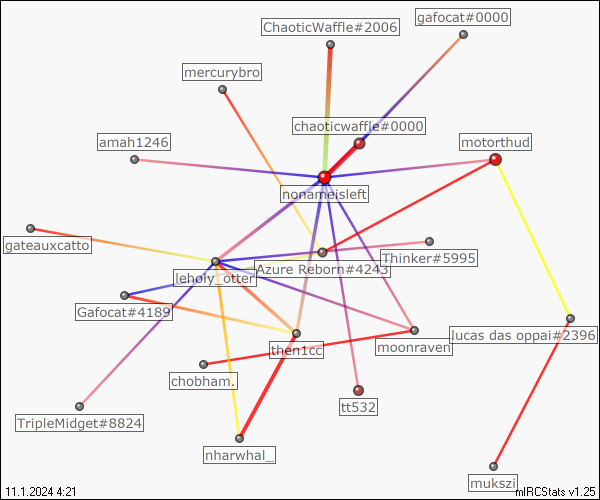 gafocat#0000
ChaoticWaffle#2006
mercurybro
chaoticwaffle#0000
amah1246
motorthud
nonameisleft
gateauxcatto
Thinker#5995
Azure Reborn#4243
leholy_otter
Gafocat#4189
lucas das oppai#2396
then1cc
moonraven
chobham.
tt532
TripleMidget#8824
nharwhal_
mukszi
11.1.2024 4:21
mIRCStats v1.25